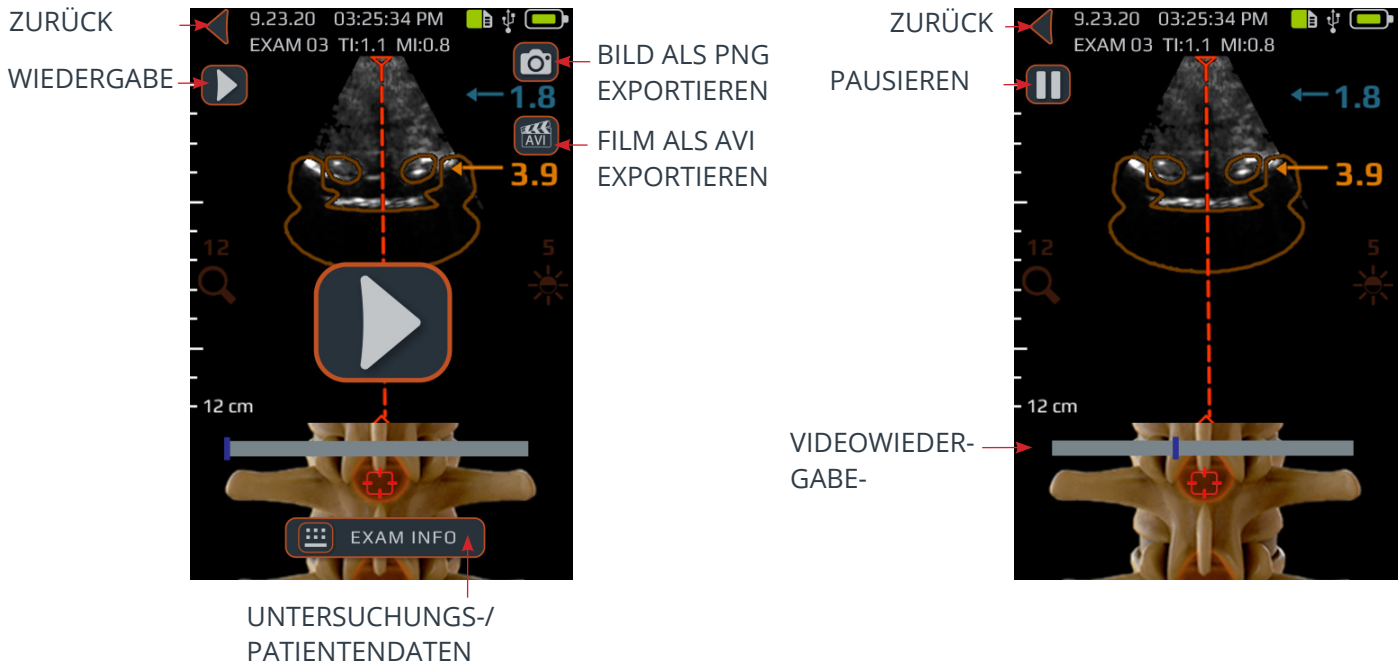 ZURÜCK
9.23.20 03:25:34 PM
EXAM 03 TI:1.1 MI:0.8
WIEDERGABE
BILD ALS PNG
EXPORTIEREN
1.8
AVI
FILM ALS AVI
EXPORTIEREN
3.9
12
5
12 cm
EXAM INFO
UNTERSUCHUNGS-/
PATIENTENDATEN
ZURÜCK
9.23.20 03:25:34 PM
EXAM 03 TI:1.1 MI:0.8
PAUSIEREN
1.8
3.9
12
5
12 cm
VIDEOWIEDER-
GABE-